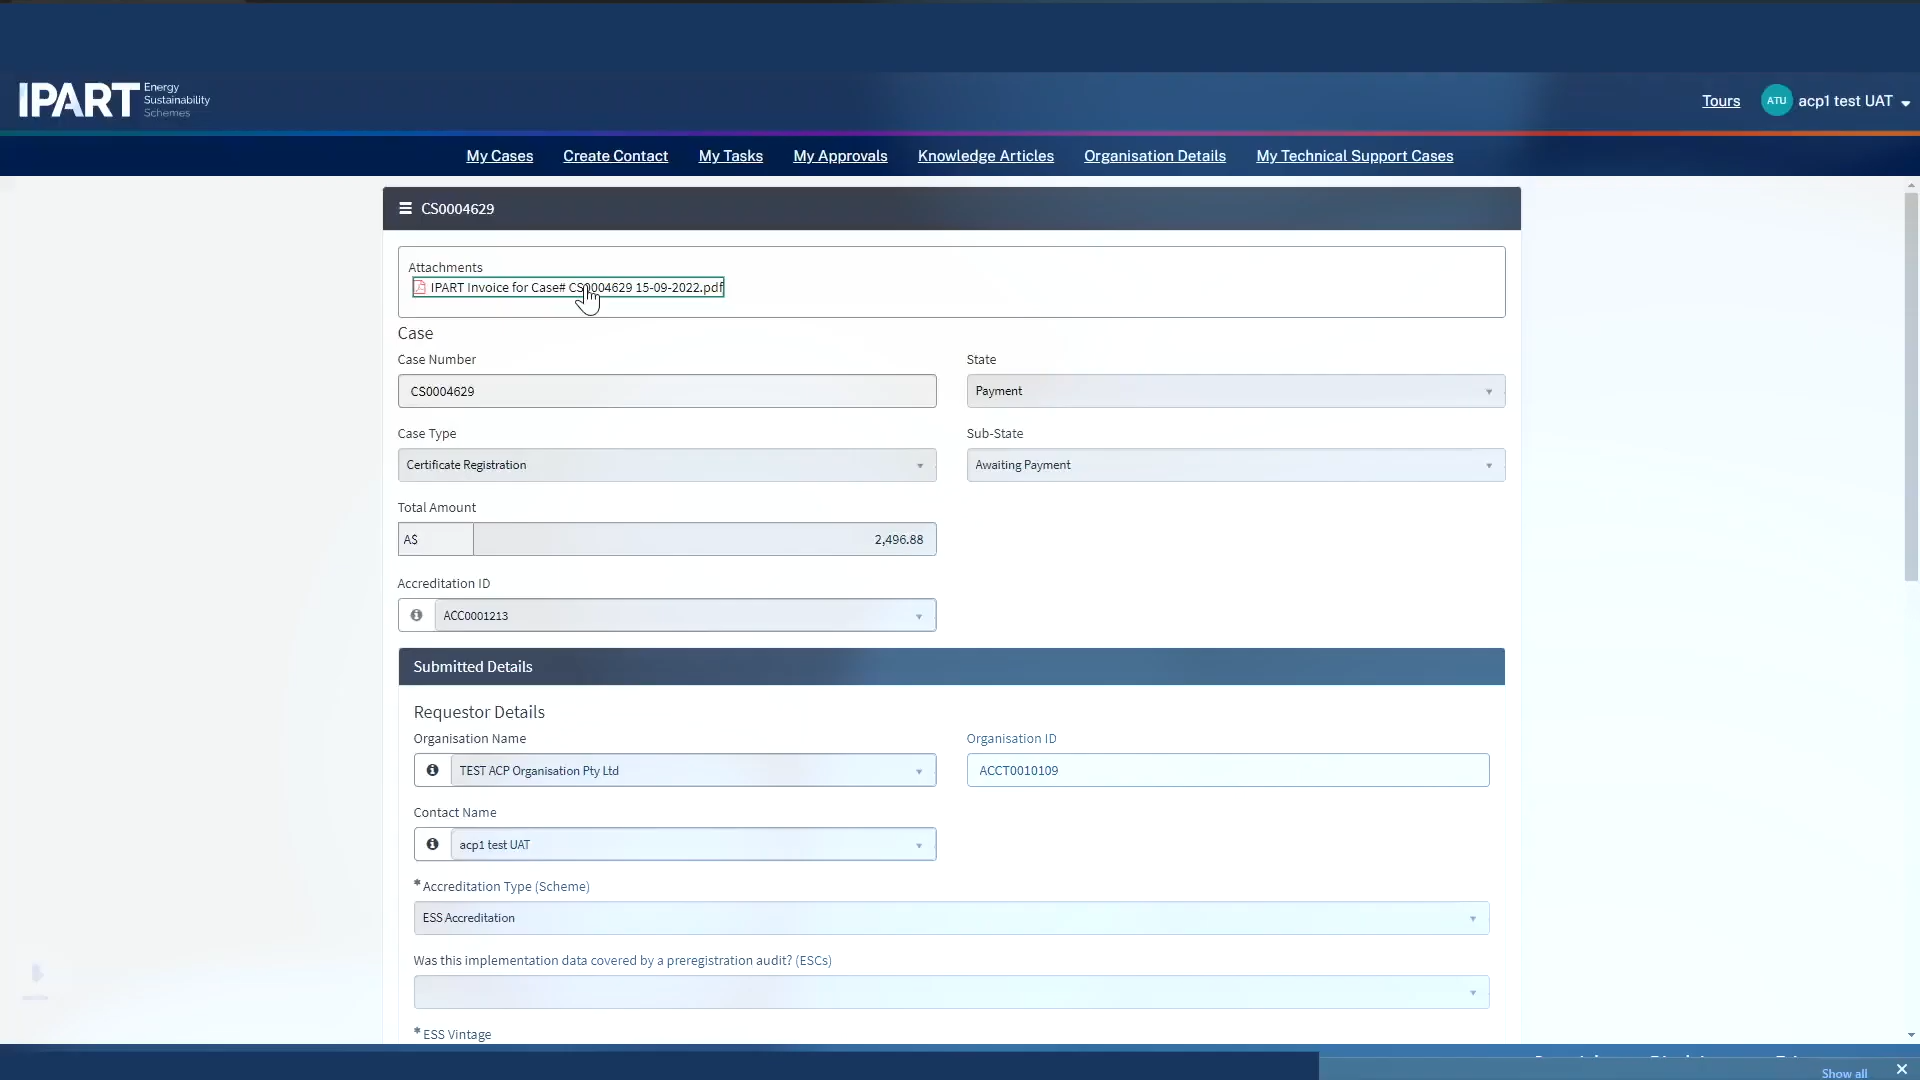 IPART Energy
Sustainability
Schemes
Tours ATU acp1 test UAT
My Cases Create Contact My Tasks My Approvals Knowledge Articles Organisation Details My Technical Support Cases
CS0004629
Attachments
IPART Invoice for Case# CS0004629 15-09-2022.pdf
Case
Case Number State
CS0004629 Payment
Case Type Sub-State
Certificate Registration Awaiting Payment
Total Amount
A$ 2,496.88
Accreditation ID
ACC0001213
Submitted Details
Requestor Details
Organisation Name Organisation ID
TEST ACP Organisation Pty Ltd ACCT0010109
Contact Name
acp1 test UAT
* Accreditation Type (Scheme)
ESS Accreditation
Was this implementation data covered by a preregistration audit? (ESCs)
* ESS Vintage
Show all